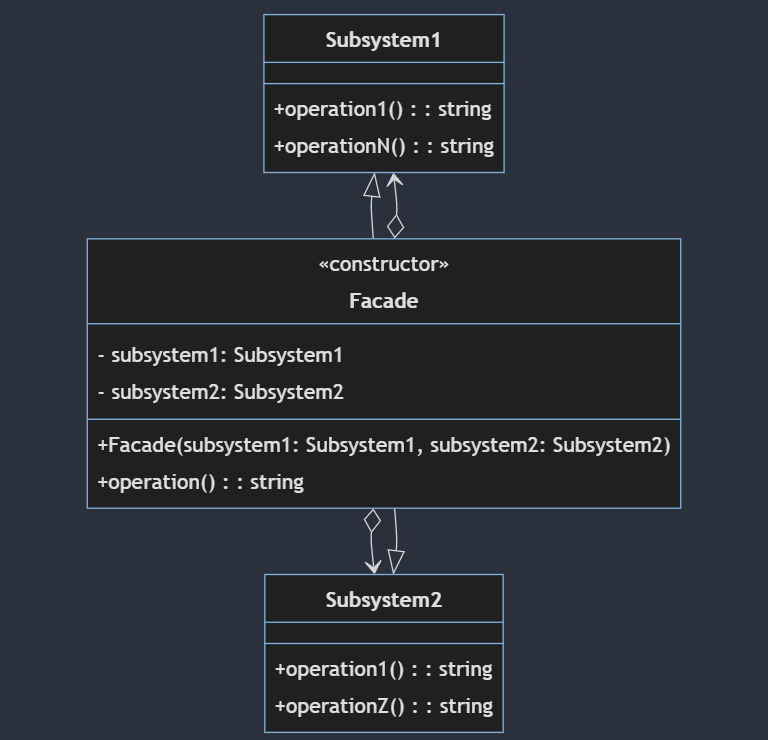 Subsystem1
+operation1() : : string
+operationN() : : string
«constructor»
Facade
- subsystem1: Subsystem1
- subsystem2: Subsystem2
+Facade(subsystem1: Subsystem1, subsystem2: Subsystem2)
+operation() : : string
Subsystem2
+operation1() : : string
+operationZ() : : string